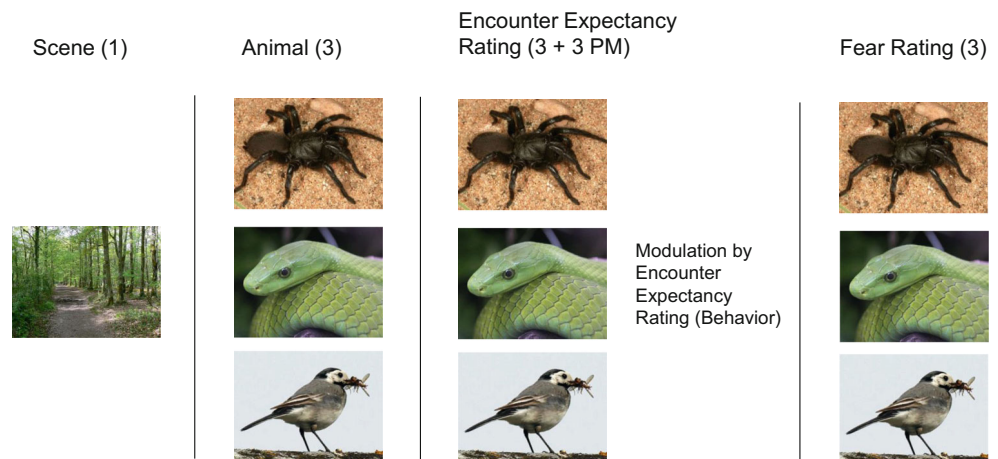 Scene (1)
Animal (3)
Encounter Expectancy
Rating (3 + 3 PM)
Fear Rating (3)
Modulation by
Encounter
Expectancy
Rating (Behavior)